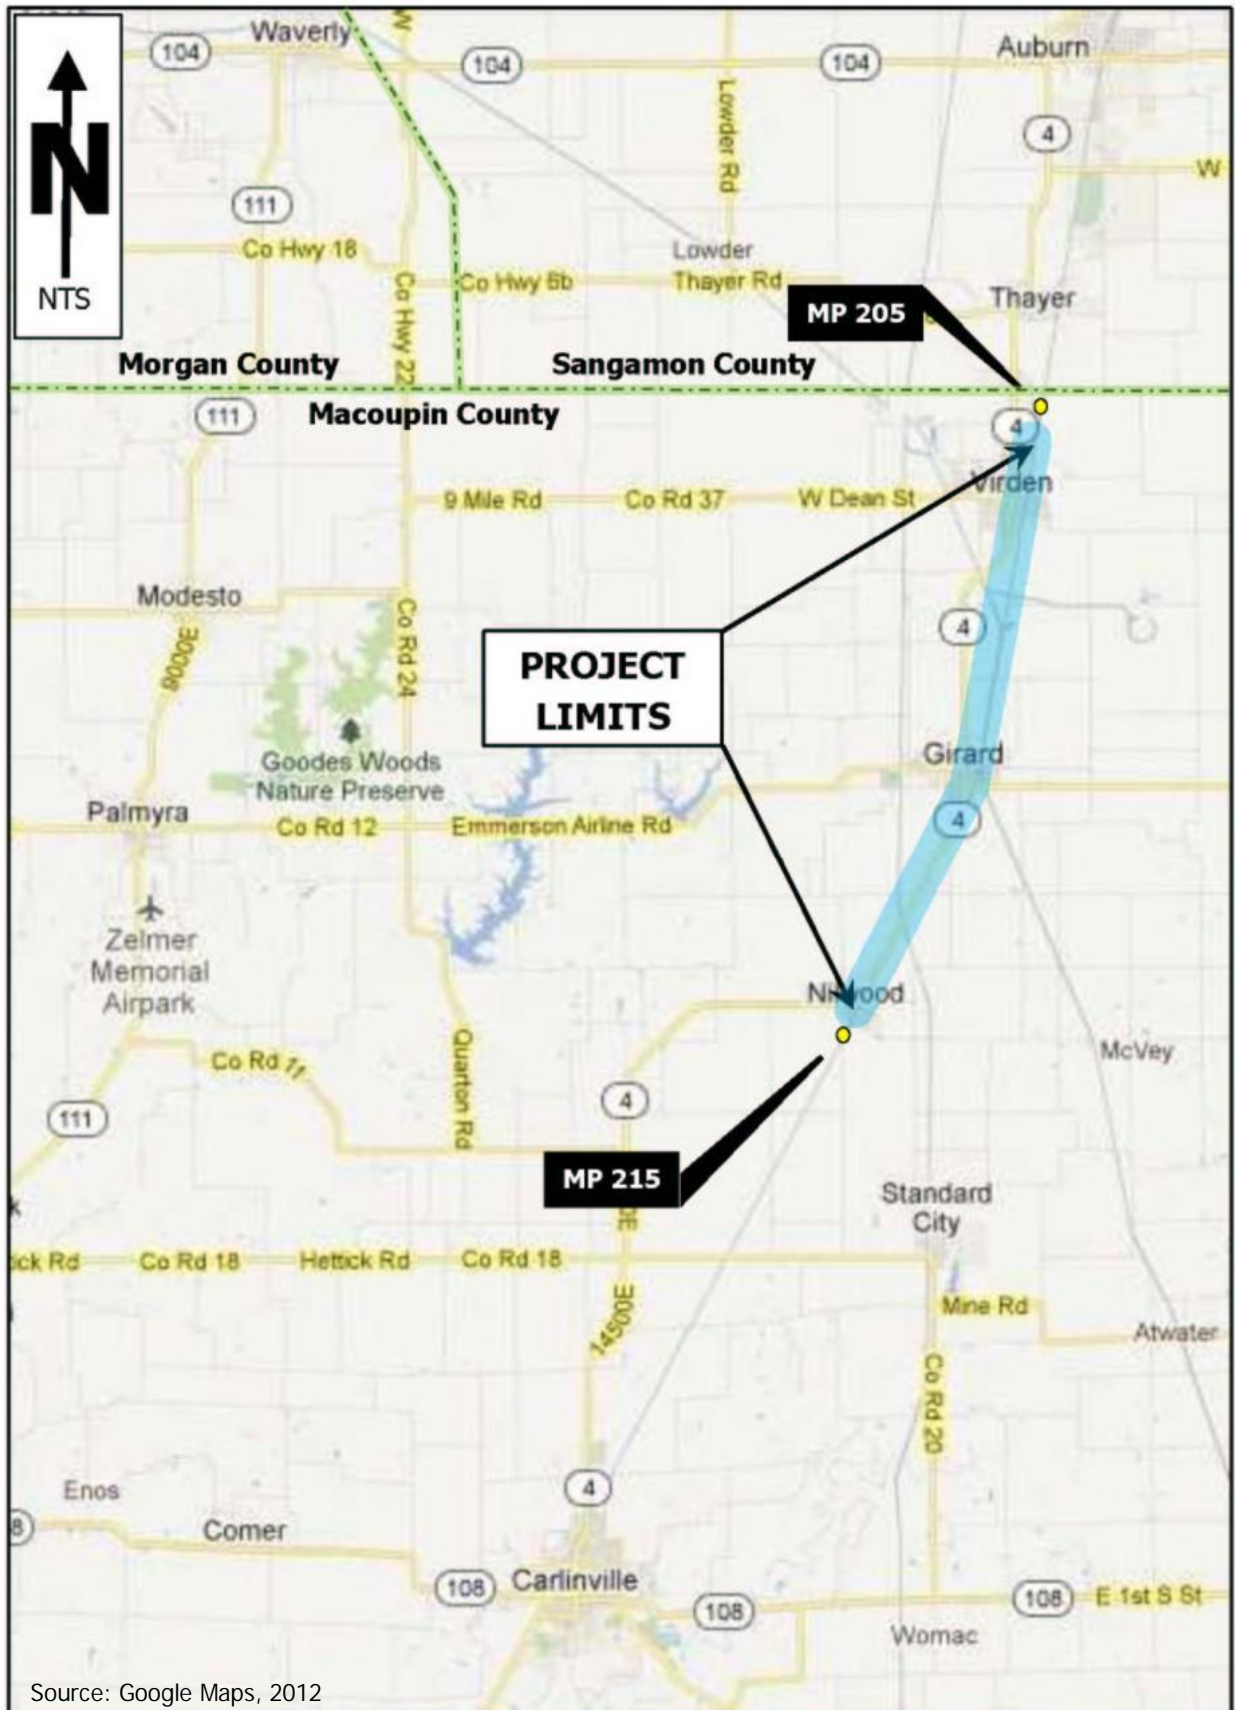 Waverly
W
Auburn
104
104
104
N
Lowder Rd
4
W
111
Co Hwy 18
Lowder
Co Hwy 22
Co Hwy 6b
Thayer Rd
NTS
Thayer
MP 205
Morgan County
Sangamon County
Macoupin County
111
4
Virden
9 Mile Rd
Co Rd 37
W Dean St
Modesto
Co Rd 24
8000E
4
PROJECT
LIMITS
Goodes Woods
Nature Preserve
Girard
Palmyra
Co Rd 12
Emmerson Airline Rd
4
Zelmer
Memorial
Airpark
Co Rd 11
Quarton Rd
McVey
111
4
MP 215
Standard
City
Co Rd 18
Hettick Rd
Co Rd 18
14500E
Mine Rd
Atwater
Co Rd 20
Enos
4
Comer
108
Carlinville
108
108
E 1st S St
Womac
Source: Google Maps, 2012